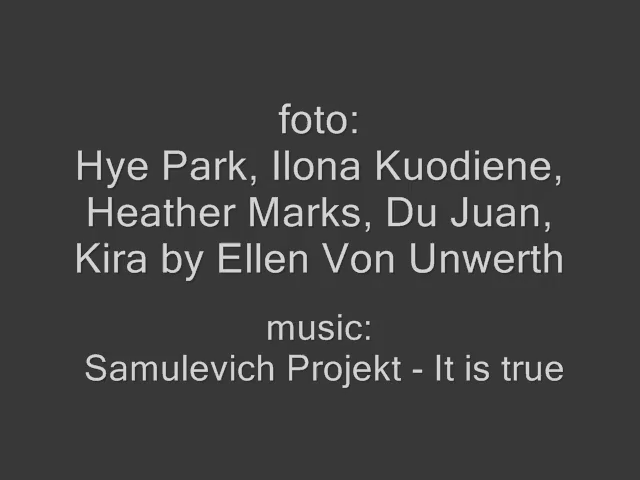 foto:
Hye Park, Ilona Kuodiene,
Heather Marks, Du Juan,
Kira by Ellen Von Unwerth
music:
Samulevich Projekt - It is true